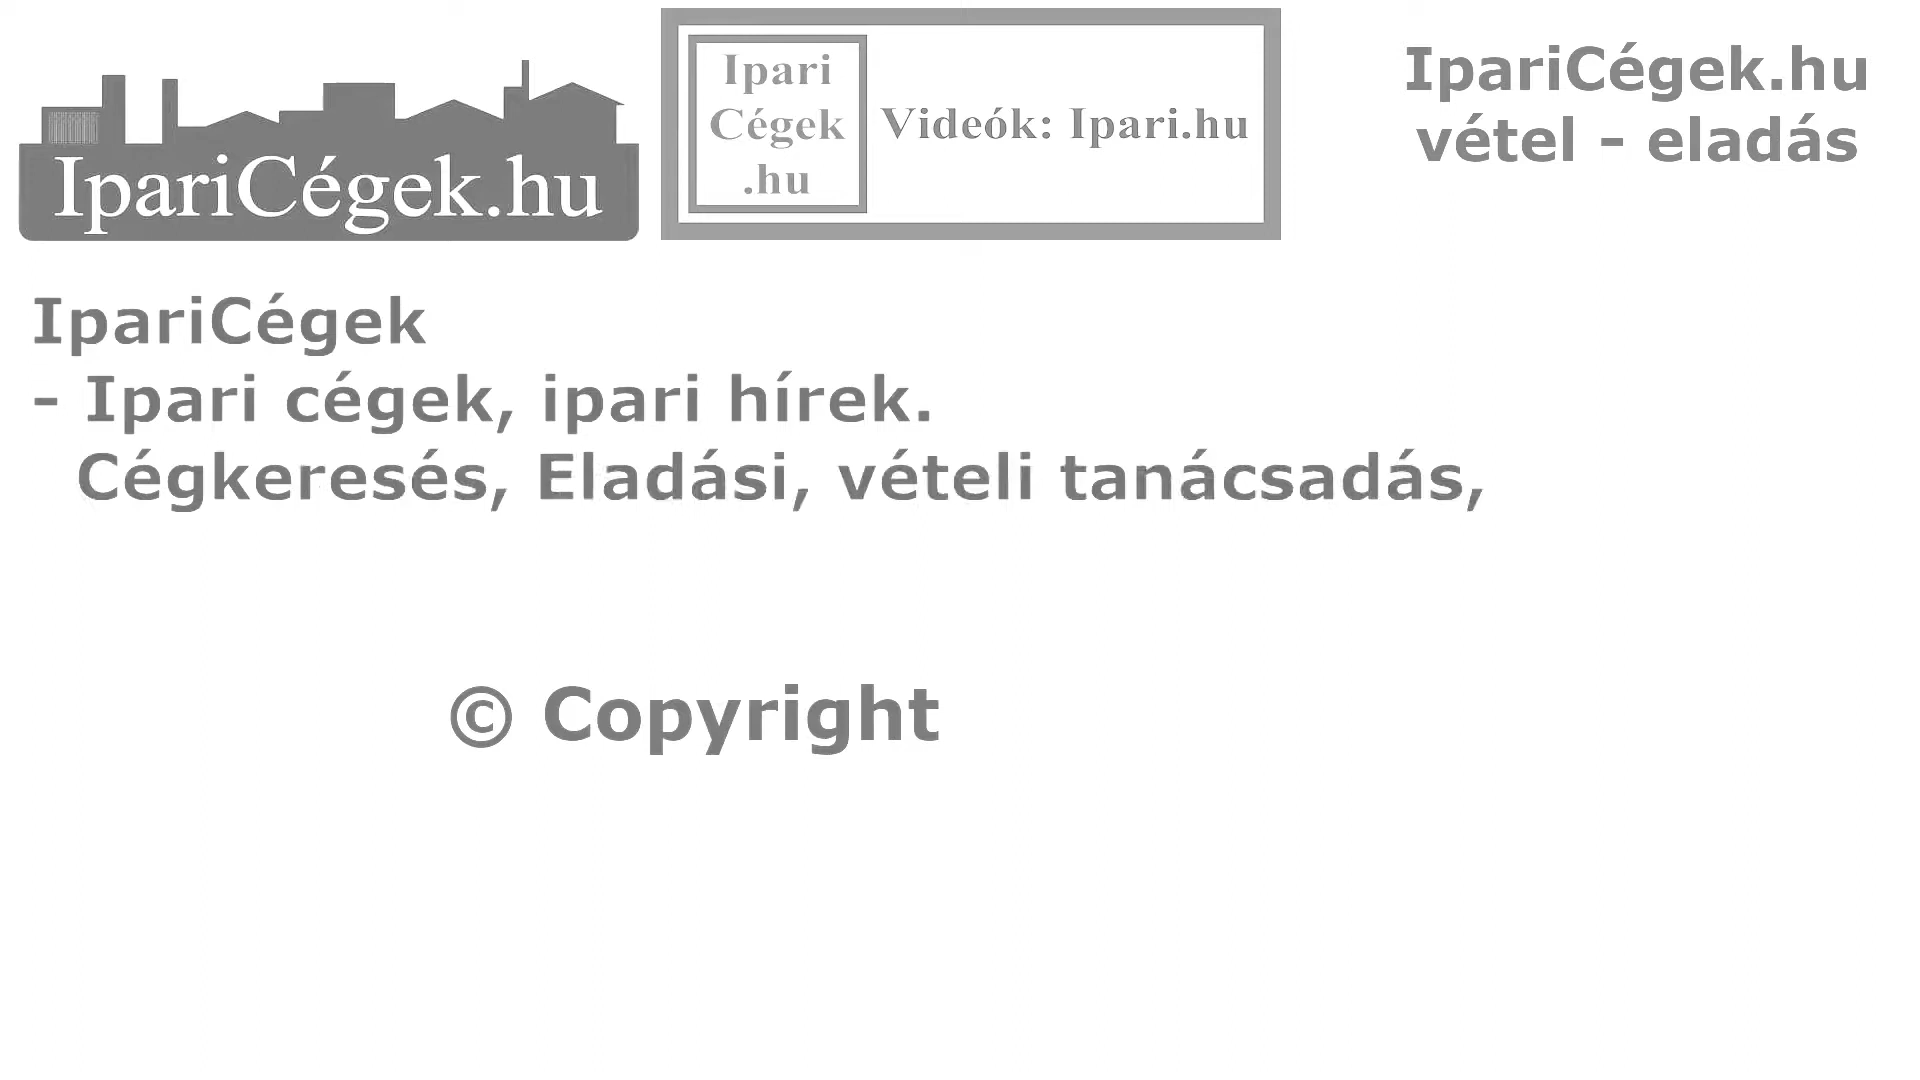 IpariCégek.hu
Ipari
Cégek
.hu
Videók: Ipari.hu
IpariCégek.hu
vétel - eladás
IpariCégek
- Ipari cégek, ipari hírek.
Cégkeresés, Eladási, vételi tanácsadás,
© Copyright